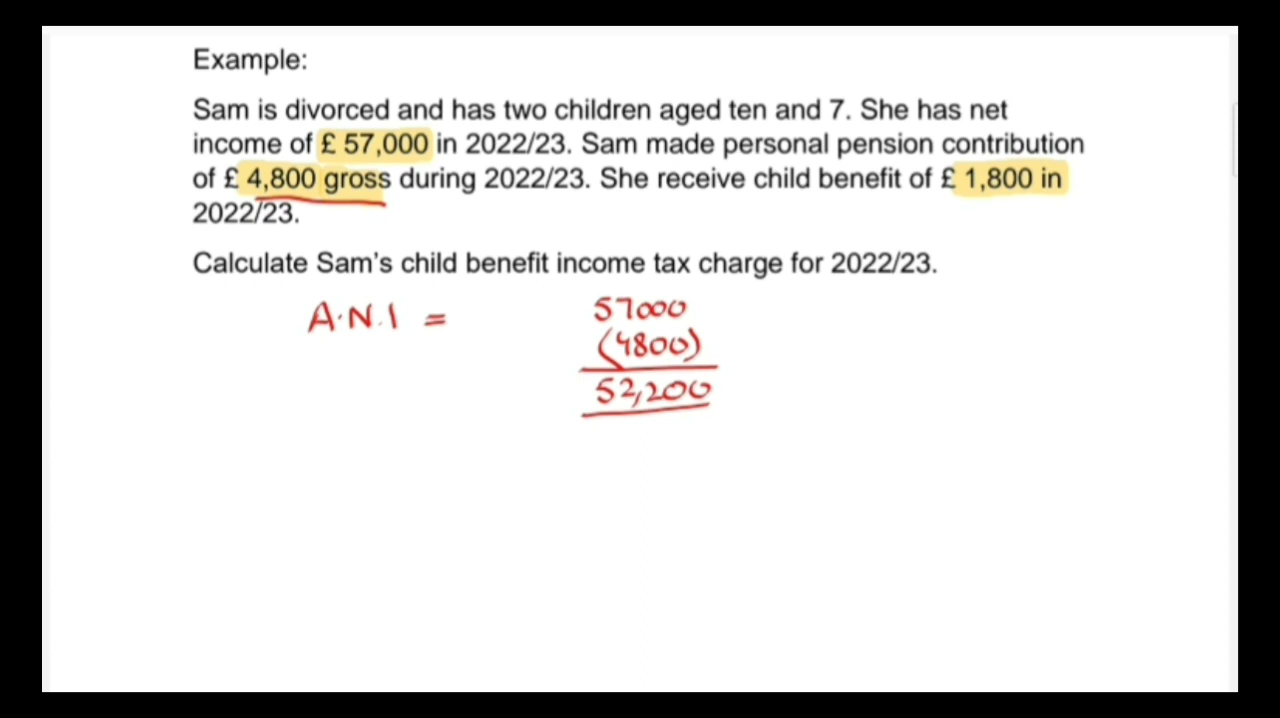 Example:
Sam is divorced and has two children aged ten and 7. She has net
income of £ 57,000 in 2022/23. Sam made personal pension contribution
of £ 4,800 gross during 2022/23. She receive child benefit of £ 1,800 in
2022/23.
Calculate Sam's child benefit income tax charge for 2022/23.
A.N.I = 57000
(4800)
52,200